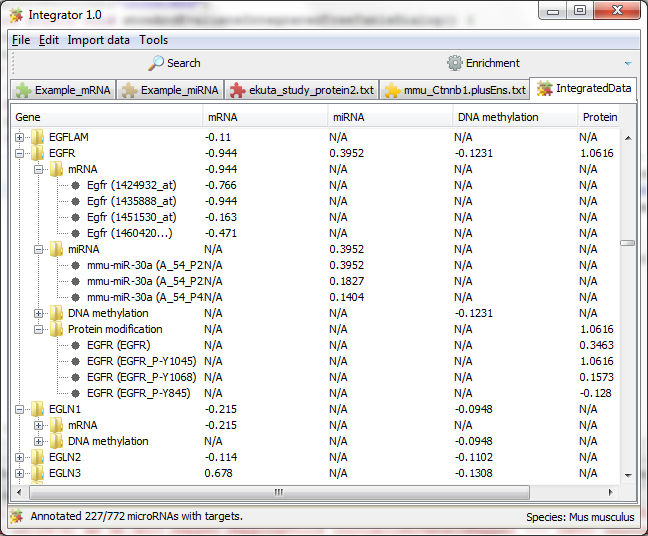 Integrator 1.0
File Edit Import data Tools
Search Enrichment
Example_mRNA Example_miRNA ekuta_study_protein2.txt mmu_Ctnnb1.plusEns.txt IntegratedData
Gene mRNA miRNA DNA methylation Protein
EGFLAM -0.11 N/A N/A N/A
EGFR -0.944 0.3952 -0.1231 1.0616
mRNA -0.944 N/A N/A N/A
Egfr (1424932_at) -0.766 N/A N/A N/A
Egfr (1435888_at) -0.944 N/A N/A N/A
Egfr (1451530_at) -0.163 N/A N/A N/A
Egfr (1460420...) -0.471 N/A N/A N/A
miRNA N/A 0.3952 N/A N/A
mmu-miR-30a (A_54_P2 N/A 0.3952 N/A N/A
mmu-miR-30a (A_54_P2 N/A 0.1827 N/A N/A
mmu-miR-30a (A_54_P4 N/A 0.1404 N/A N/A
DNA methylation N/A N/A -0.1231 N/A
Protein modification N/A N/A N/A 1.0616
EGFR (EGFR) N/A N/A N/A 0.3463
EGFR (EGFR_P-Y1045) N/A N/A N/A 1.0616
EGFR (EGFR_P-Y1068) N/A N/A N/A 0.1573
EGFR (EGFR_P-Y845) N/A N/A N/A -0.128
EGLN1 -0.215 N/A -0.0948 N/A
mRNA -0.215 N/A N/A N/A
DNA methylation N/A N/A -0.0948 N/A
EGLN2 -0.114 N/A -0.1102 N/A
EGLN3 0.678 N/A -0.1308 N/A
Annotated 227/772 microRNAs with targets. Species: Mus musculus